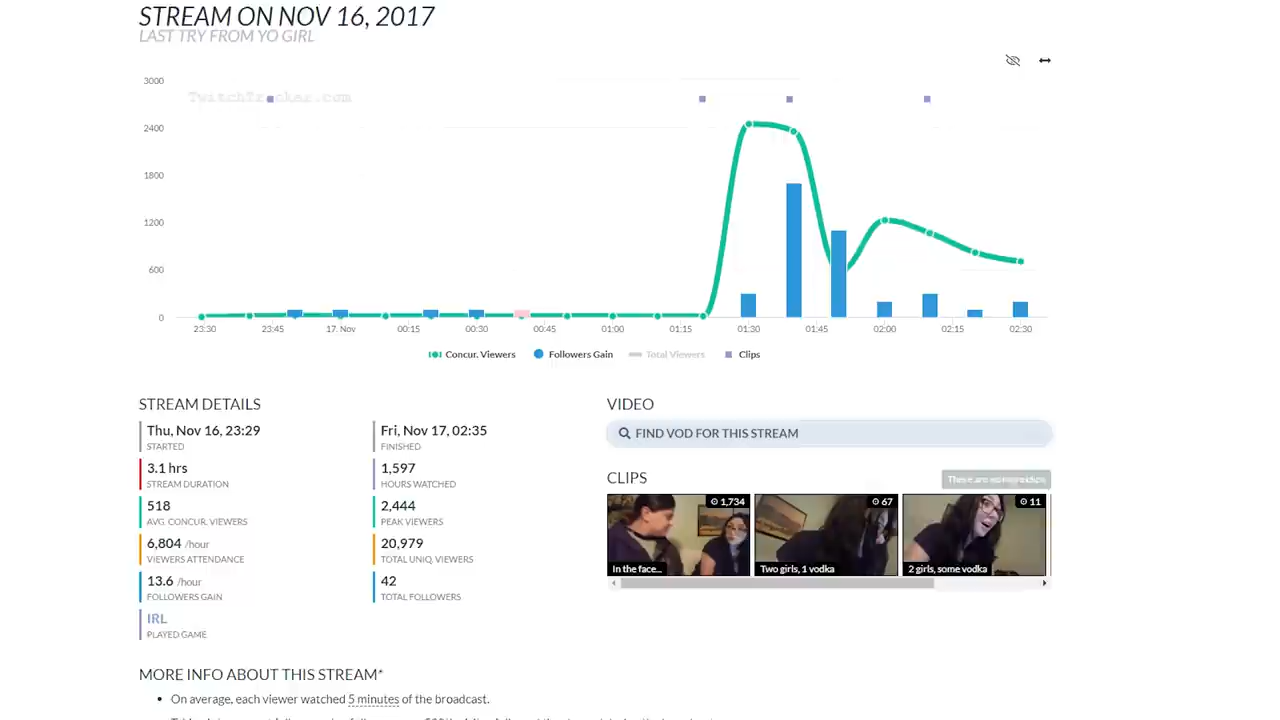 STREAM ON NOV 16, 2017
LAST TRY FROM YO GIRL
3000
2400
1800
1200
600
0
23:30 23:45 17. Nov 00:15 00:30 00:45 01:00 01:15 01:30 01:45 02:00 02:15 02:30
Concur. Viewers Followers Gain Total Viewers Clips
STREAM DETAILS
Thu, Nov 16, 23:29
STARTED
Fri, Nov 17, 02:35
FINISHED
3.1 hrs
STREAM DURATION
1,597
HOURS WATCHED
518
AVG. CONCUR. VIEWERS
2,444
PEAK VIEWERS
6,804 /hour
VIEWERS ATTENDANCE
20,979
TOTAL UNIQ. VIEWERS
13.6 /hour
FOLLOWERS GAIN
42
TOTAL FOLLOWERS
IRL
PLAYED GAME
VIDEO
FIND VOD FOR THIS STREAM
CLIPS
1,734
In the face...
67
Two girls, 1 vodka
11
2 girls, some vodka
MORE INFO ABOUT THIS STREAM*
• On average, each viewer watched 5 minutes of the broadcast.